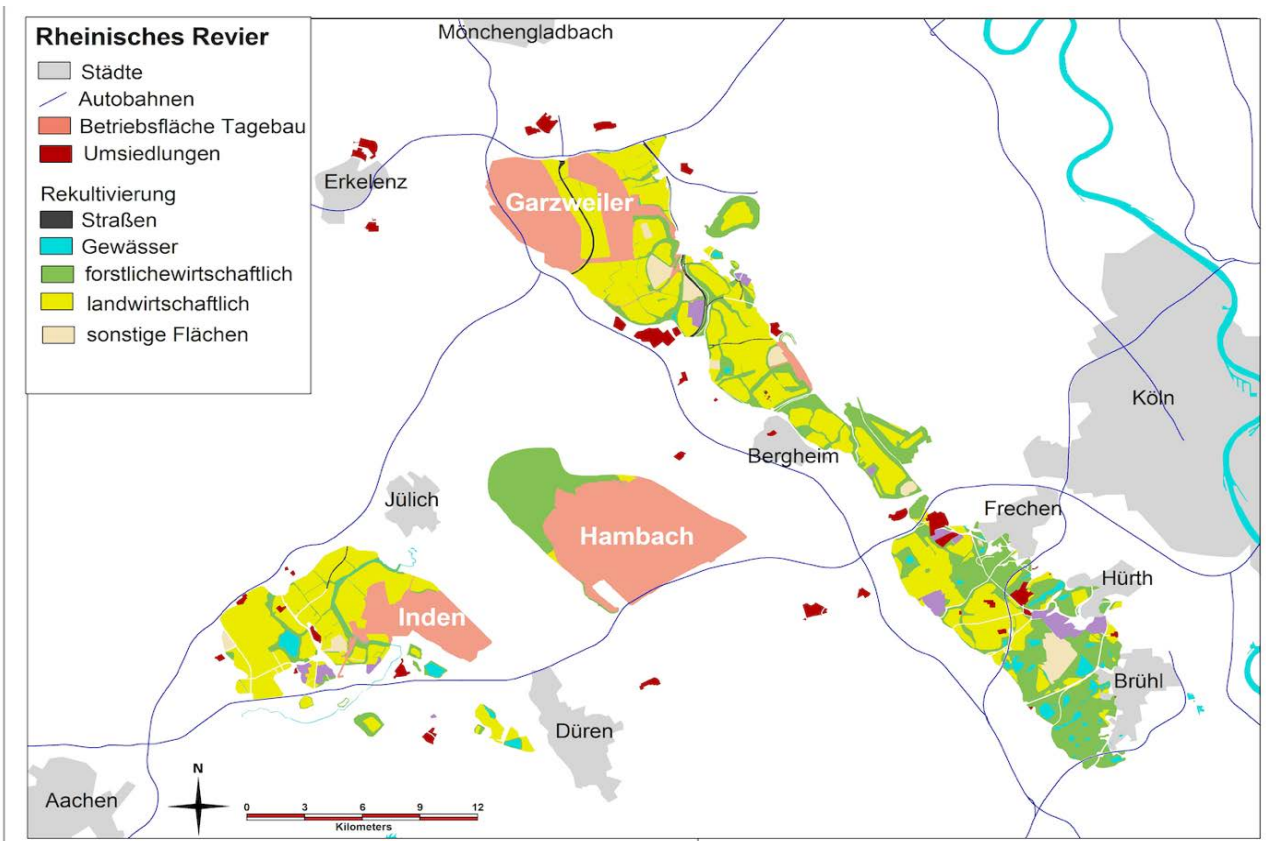 Rheinisches Revier
Städte
Autobahnen
Betriebsfläche Tagebau
Umsiedlungen
Rekultivierung
Straßen
Gewässer
forstlichewirtschaftlich
landwirtschaftlich
sonstige Flächen
Mönchengladbach
Erkelenz
Garzweiler
Köln
Bergheim
Jülich
Frechen
Hambach
Hürth
Inden
Brühl
Düren
Aachen
N
0 3 6 9 12
Kilometers